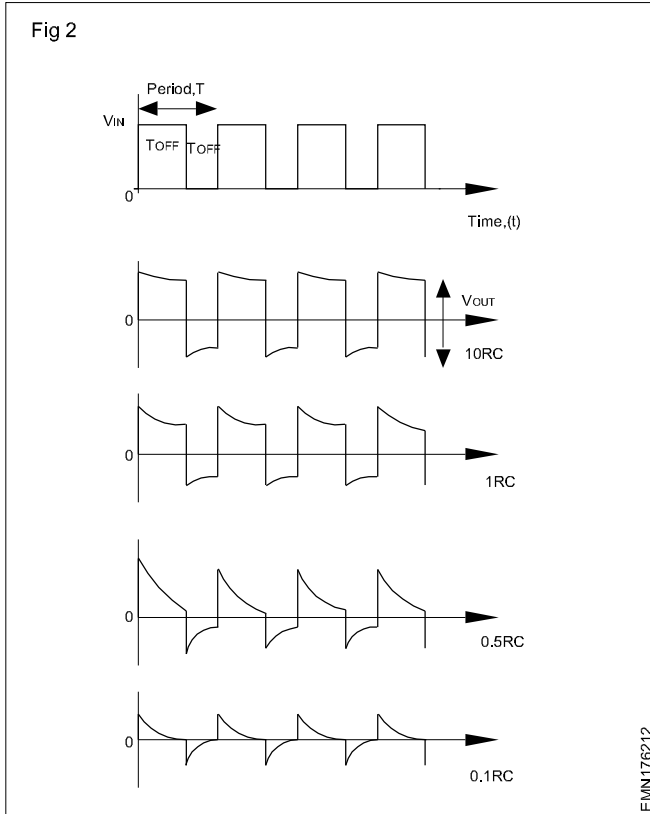 Fig 2
Period,T
VIN
TOFF TOFF
0
Time,(t)
VOUT
0
10RC
0
1RC
0
0.5RC
0
0.1RC
EMN176212